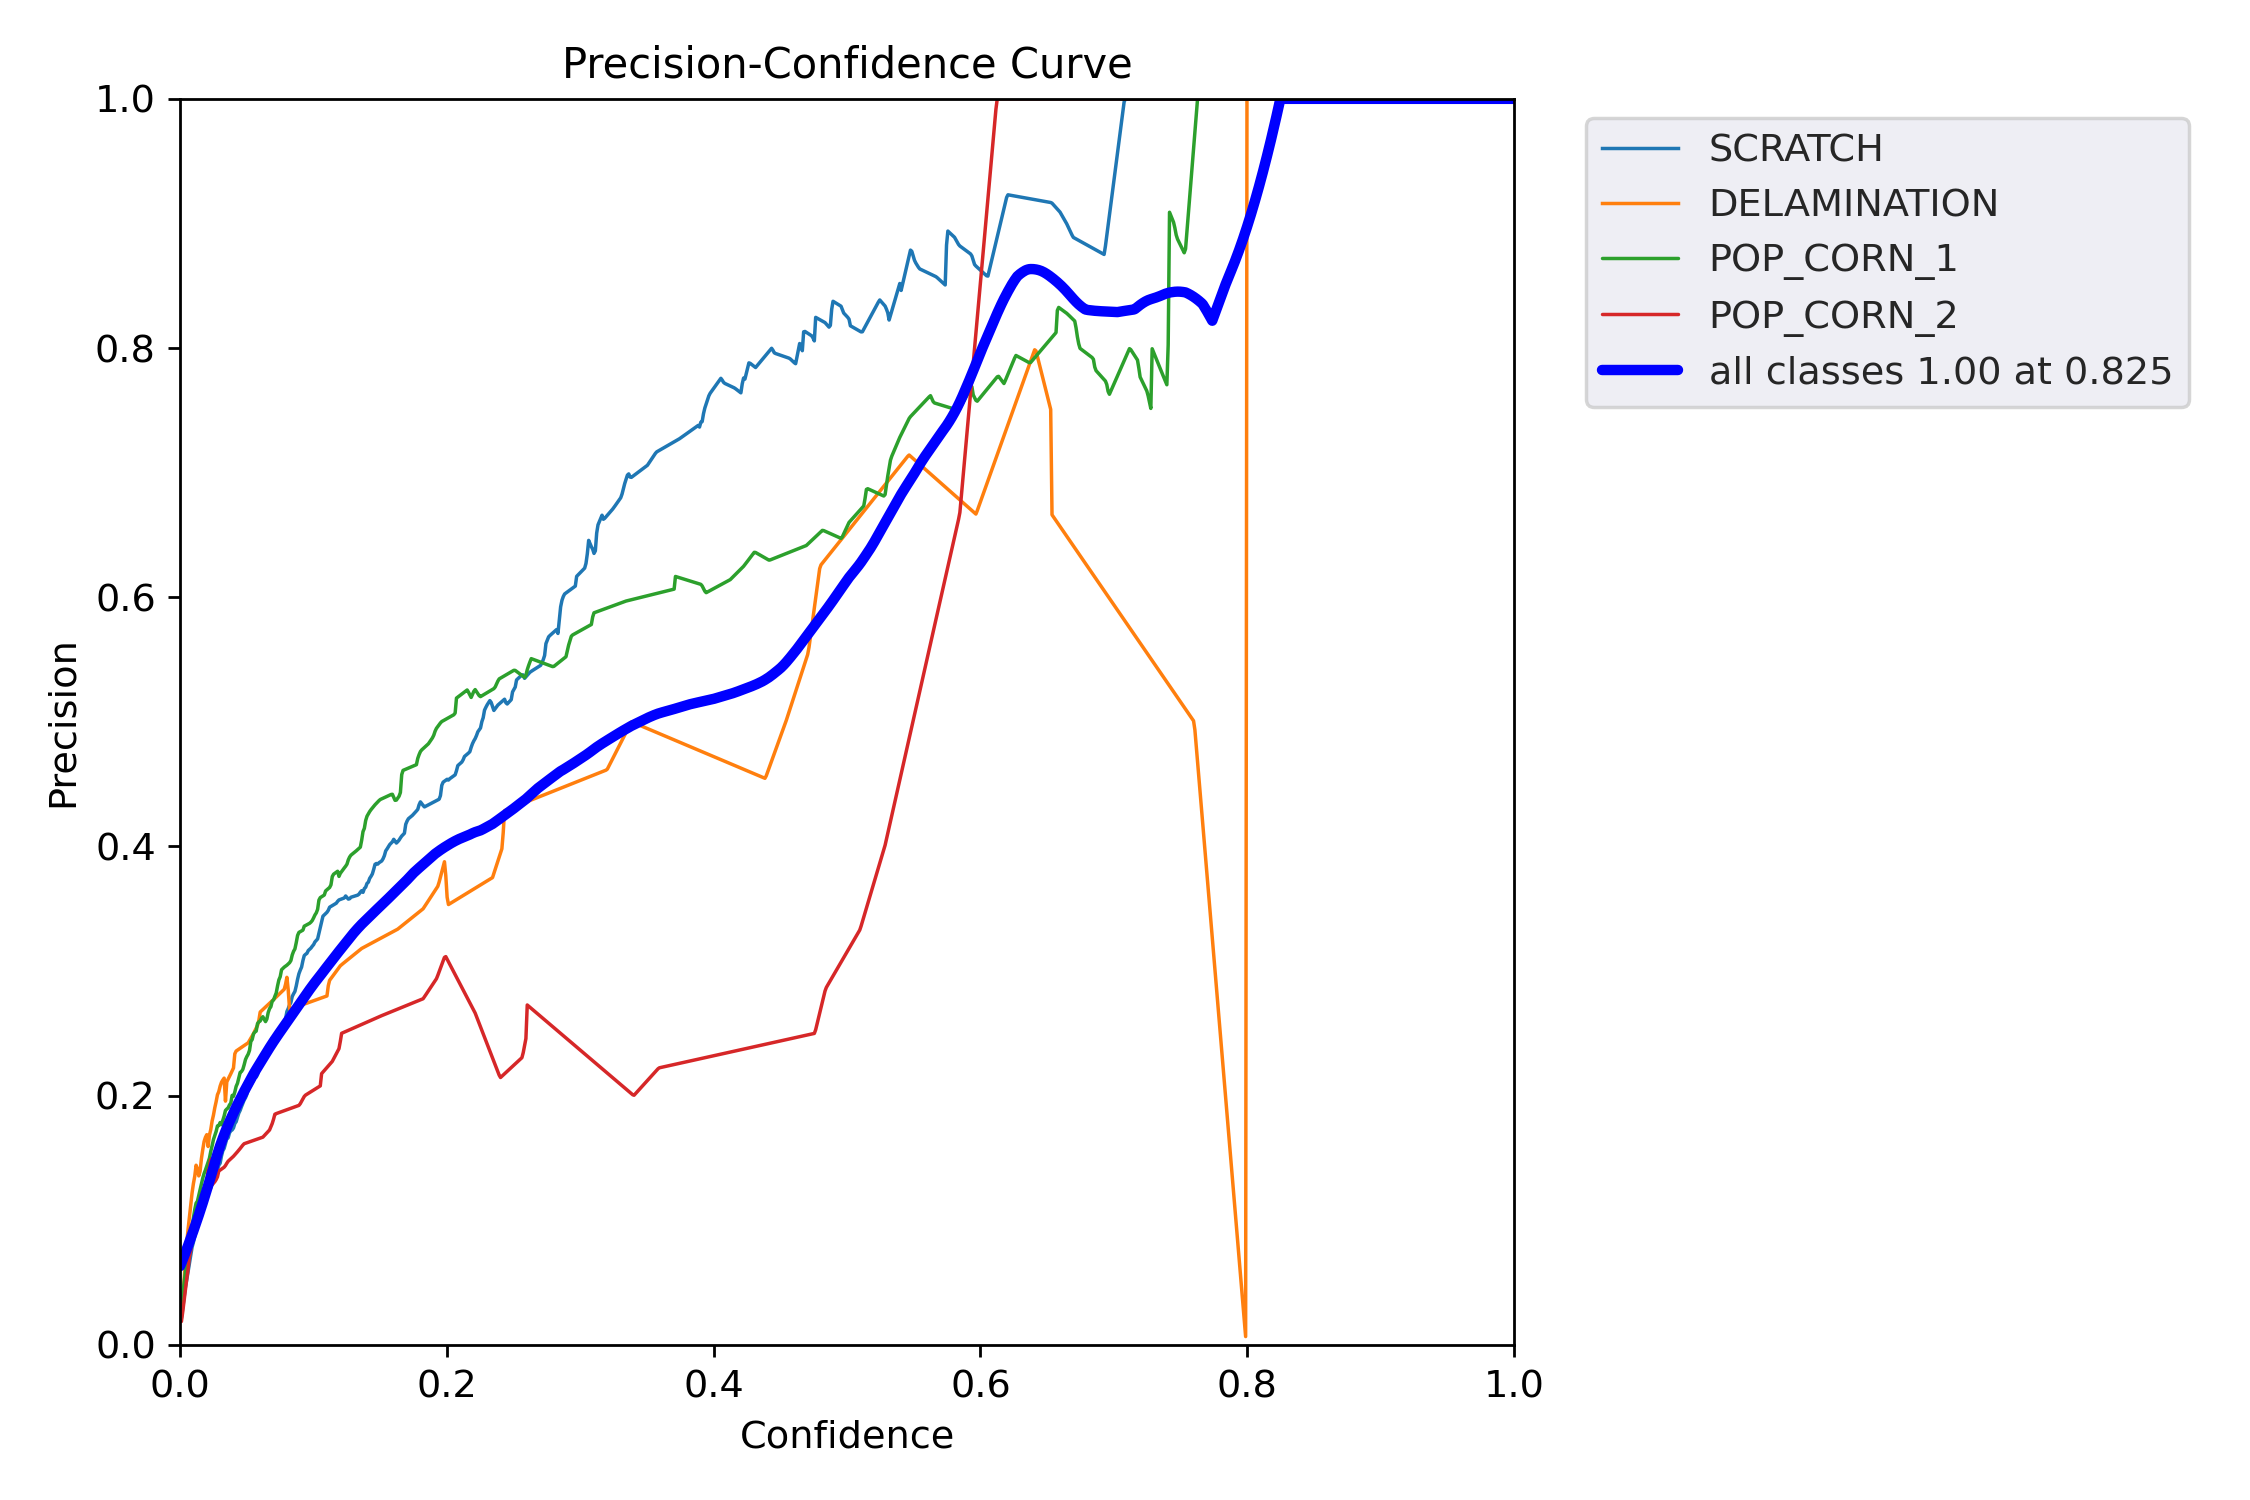 Precision-Confidence Curve
1.0
0.8
0.6
0.4
0.2
0.0
Precision
0.0 0.2 0.4 0.6 0.8 1.0
Confidence
SCRATCH
DELAMINATION
POP_CORN_1
POP_CORN_2
all classes 1.00 at 0.825